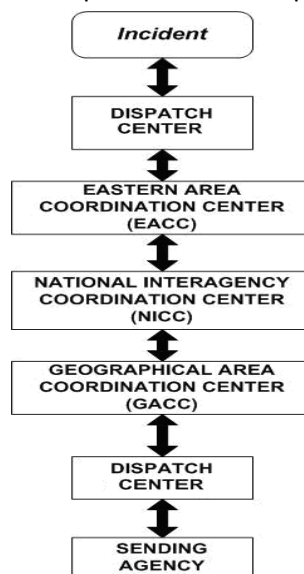 Incident
DISPATCH
CENTER
EASTERN AREA
COORDINATION CENTER
(EACC)
NATIONAL INTERAGENCY
COORDINATION CENTER
(NICC)
GEOGRAPHICAL AREA
COORDINATION CENTER
(GACC)
DISPATCH
CENTER
SENDING
AGENCY